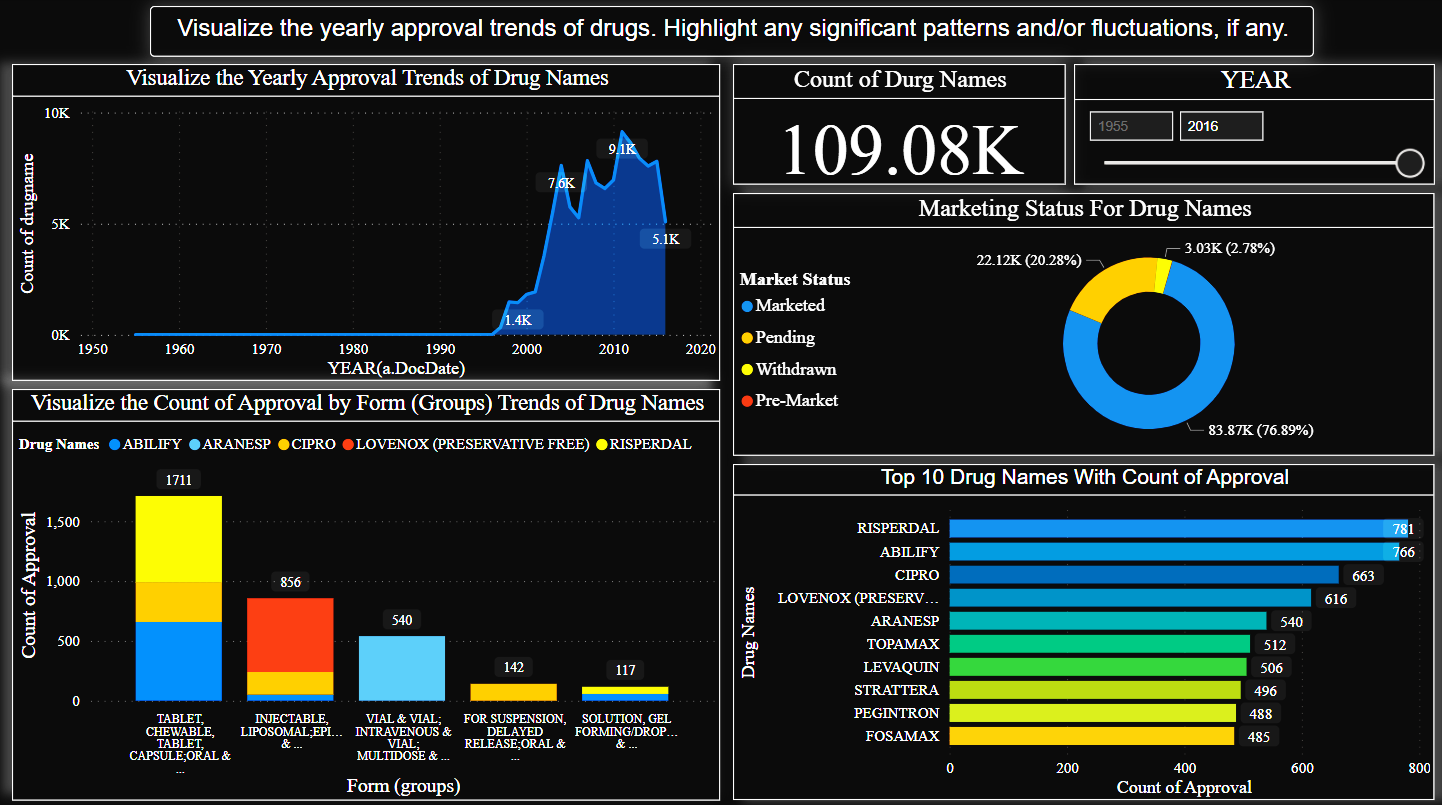 Visualize the yearly approval trends of drugs. Highlight any significant patterns and/or fluctuations, if any.
Visualize the Yearly Approval Trends of Drug Names
Count of drugname
10K
5K
0K
1.4K
7.6K
9.1K
5.1K
1950 1960 1970 1980 1990 2000 2010 2020
YEAR(a.DocDate)
Count of Durg Names
109.08K
YEAR
1955 2016
Marketing Status For Drug Names
Market Status
Marketed
Pending
Withdrawn
Pre-Market
22.12K (20.28%)
3.03K (2.78%)
83.87K (76.89%)
Visualize the Count of Approval by Form (Groups) Trends of Drug Names
Drug Names ABILIFY ARANESP CIPRO LOVENOX (PRESERVATIVE FREE) RISPERDAL
Count of Approval
1,500
1,000
500
0
1711
856
540
142
117
TABLET,
CHEWABLE,
TABLET,
CAPSULE;ORAL &
...
INJECTABLE,
LIPOSOMAL;EPI...
& ...
VIAL & VIAL;
INTRAVENOUS &
VIAL;
MULTIDOSE & ...
FOR SUSPENSION,
DELAYED
RELEASE;ORAL &
...
SOLUTION, GEL
FORMING/DROP...
& ...
Form (groups)
Top 10 Drug Names With Count of Approval
Drug Names
RISPERDAL 781
ABILIFY 766
CIPRO 663
LOVENOX (PRESERV... 616
ARANESP 540
TOPAMAX 512
LEVAQUIN 506
STRATTERA 496
PEGINTRON 488
FOSAMAX 485
0 200 400 600 800
Count of Approval